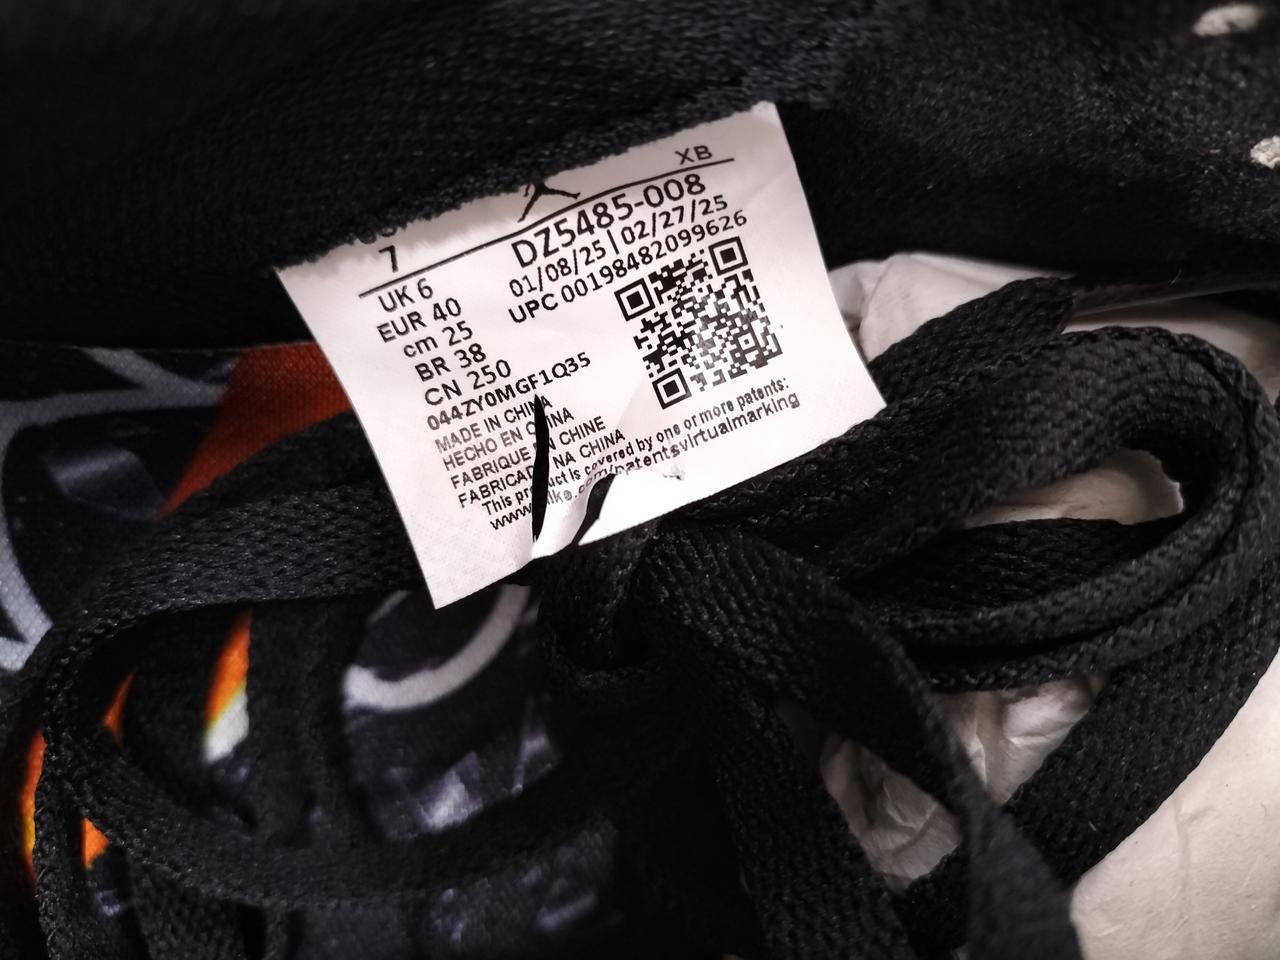 XB
7
UK 6
EUR 40
cm 25
BR 38
CN 250
DZ5485-008
01/08/25 | 02/27/25
UPC 00198482099626
044ZY0MGF1Q35
MADE IN CHINA
HECHO EN CHINA
FABRIQUE EN CHINE
FABRICADO NA CHINA
This product is covered by one or more patents:
www.nike.com/patentsvirtualmarking